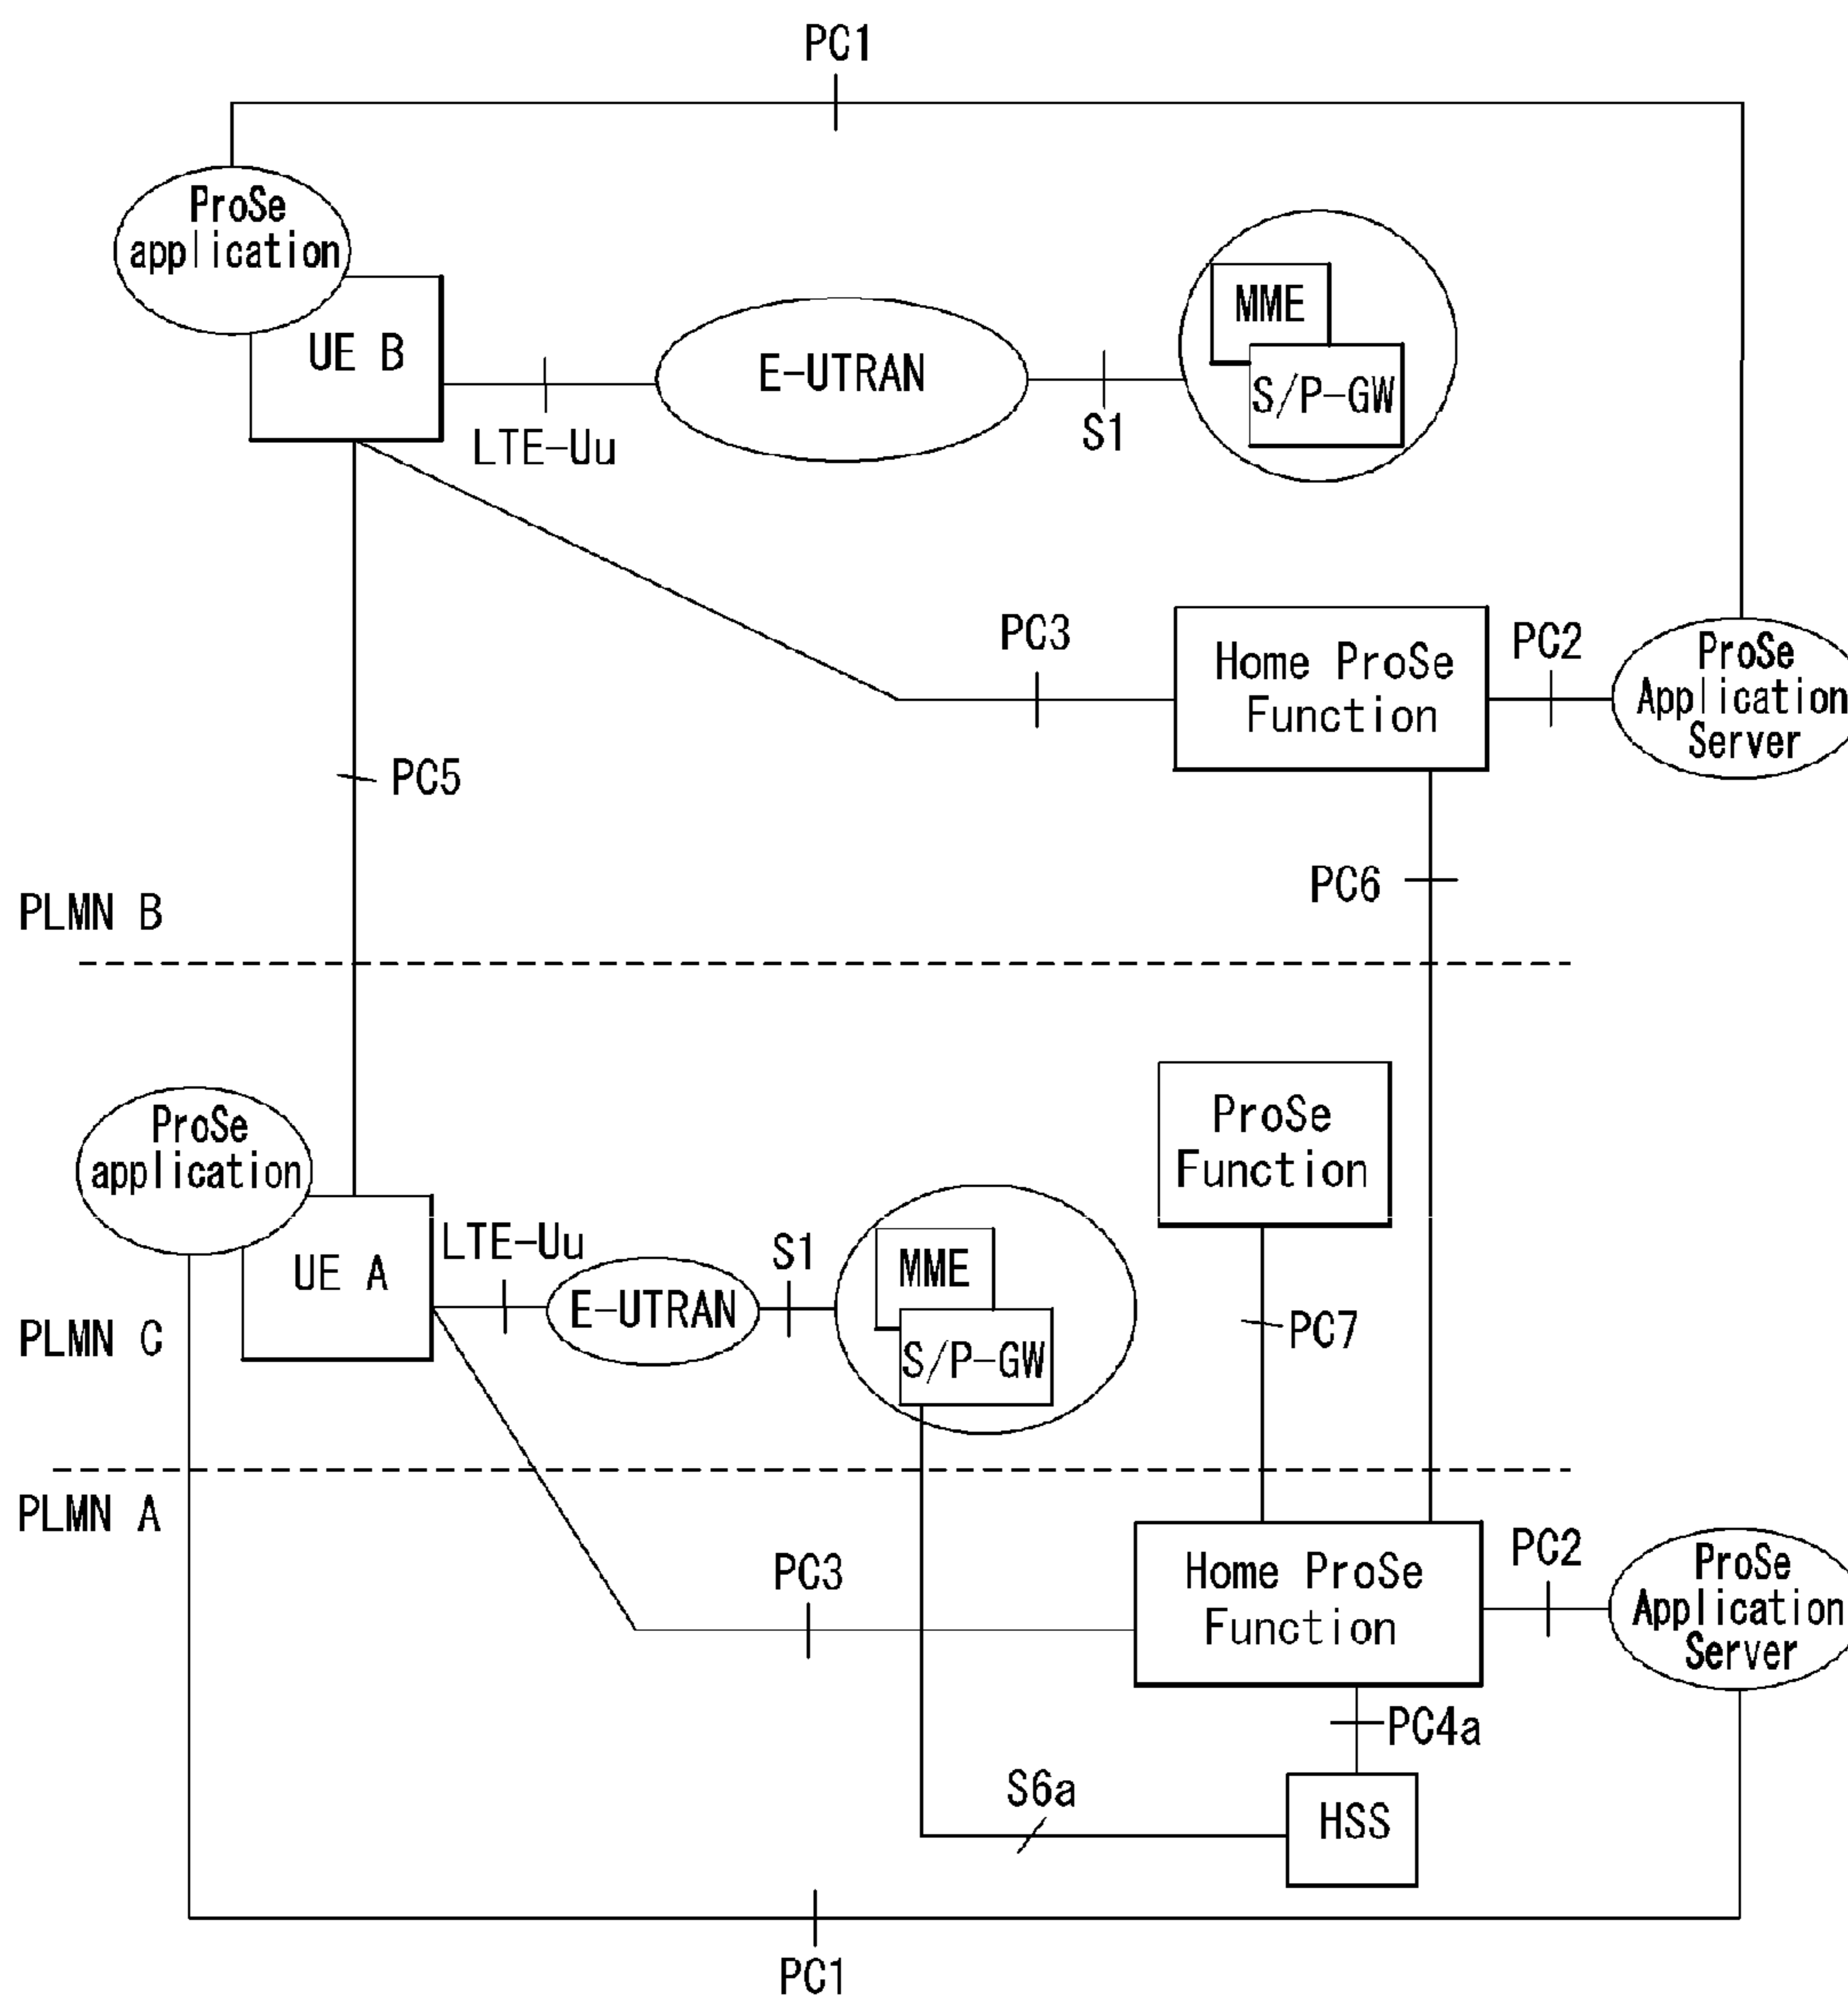 PC1
ProSe
application
UE B
LTE-Uu
E-UTRAN
S1
MME
S/P-GW
PC3
Home ProSe
Function
PC2
ProSe
Application
Server
PC5
PC6
PLMN B
ProSe
application
UE A
LTE-Uu
E-UTRAN
S1
MME
S/P-GW
ProSe
Function
PC7
PLMN C
PLMN A
PC3
Home ProSe
Function
PC2
ProSe
Application
Server
PC4a
S6a
HSS
PC1